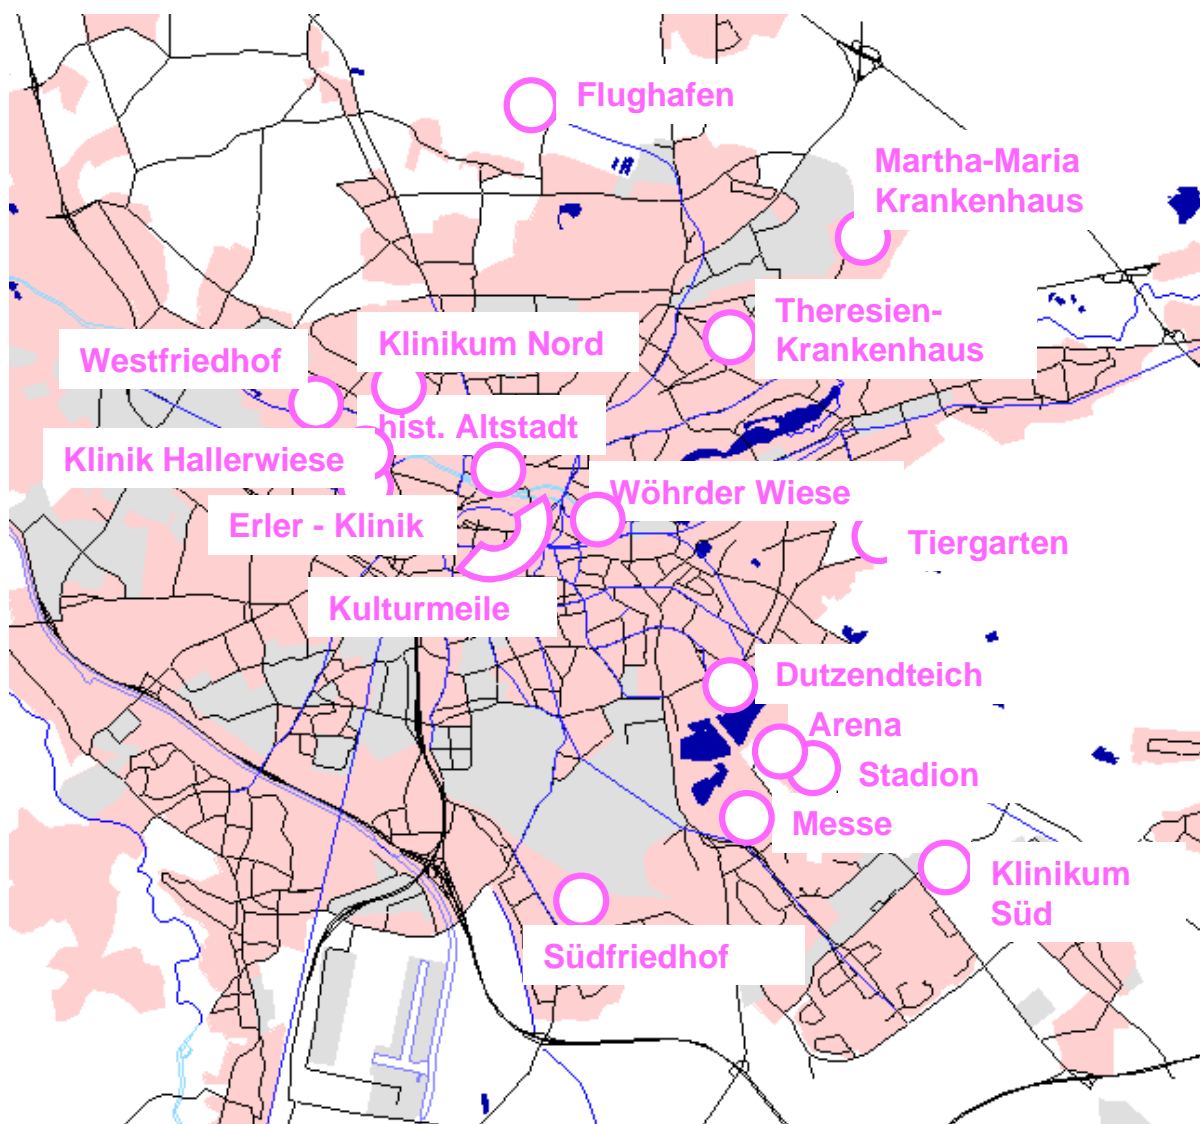 Flughafen
Martha-Maria
Krankenhaus
Theresien-
Krankenhaus
Klinikum Nord
Westfriedhof
hist. Altstadt
Klinik Hallerwiese
Wöhrder Wiese
Erler - Klinik
Tiergarten
Kulturmeile
Dutzendteich
Arena
Stadion
Messe
Klinikum
Süd
Südfriedhof